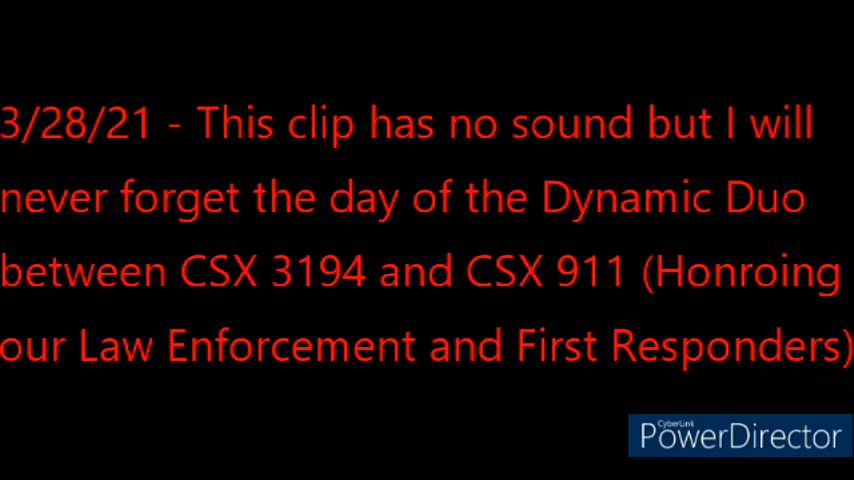 3/28/21 - This clip has no sound but I will
never forget the day of the Dynamic Duo
between CSX 3194 and CSX 911 (Honroing
our Law Enforcement and First Responders)
CyberLink
PowerDirector